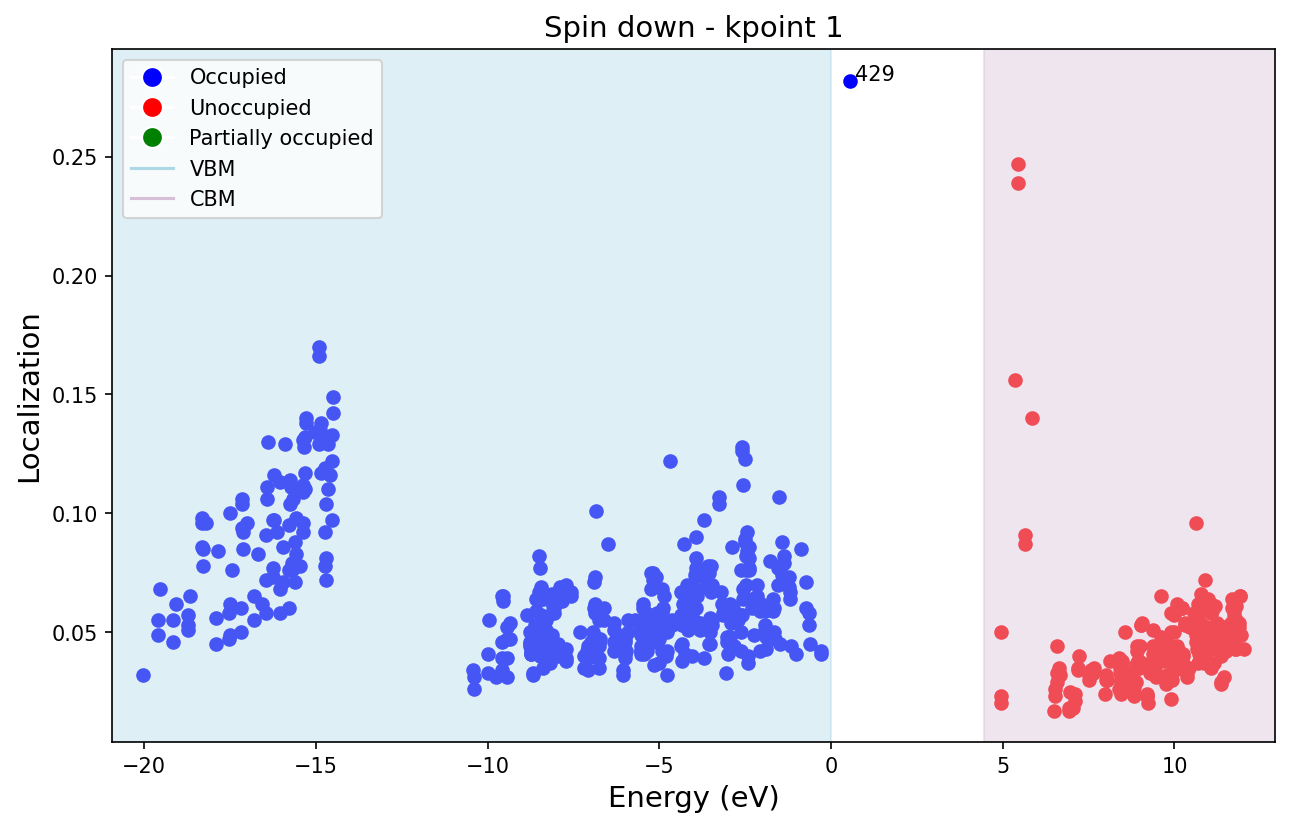 Spin down - kpoint 1
Occupied
Unoccupied
Partially occupied
VBM
CBM
429
Localization
0.25
0.20
0.15
0.10
0.05
−20
−15
−10
−5
0
5
10
Energy (eV)